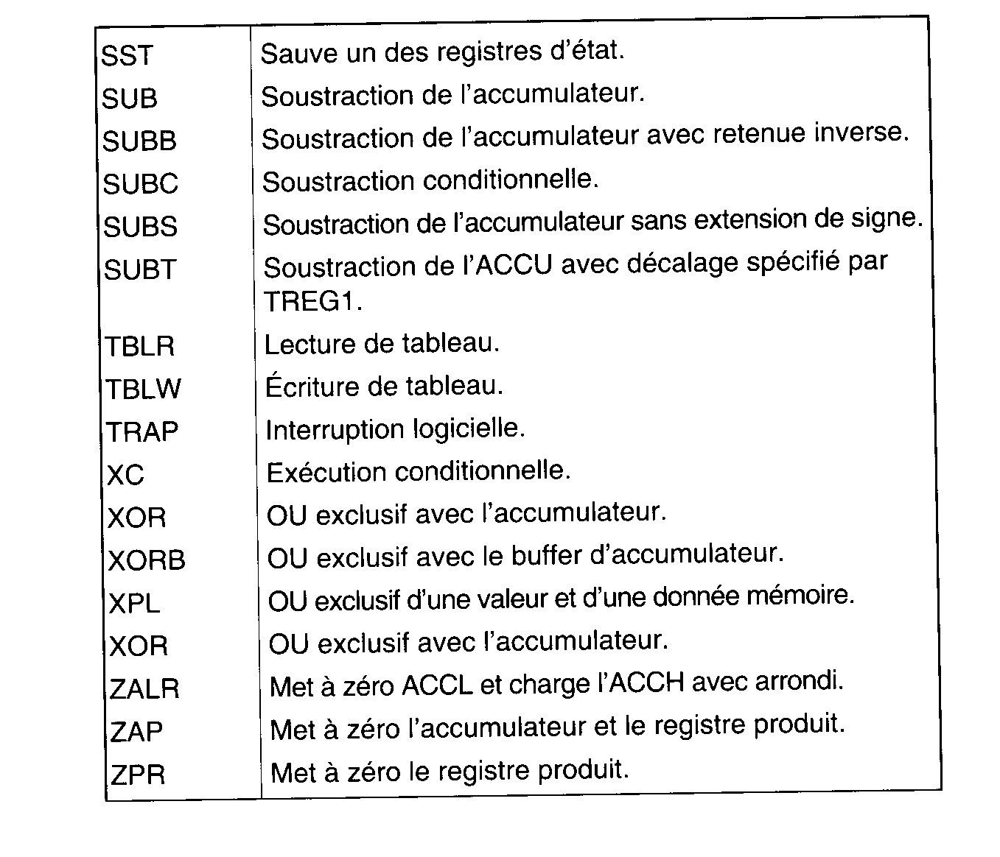 SST Sauve un des registres d'état.
SUB Soustraction de l'accumulateur.
SUBB Soustraction de l'accumulateur avec retenue inverse.
SUBC Soustraction conditionnelle.
SUBS Soustraction de l'accumulateur sans extension de signe.
SUBT Soustraction de l'ACCU avec décalage spécifié par
TREG1.
TBLR Lecture de tableau.
TBLW Écriture de tableau.
TRAP Interruption logicielle.
XC Exécution conditionnelle.
XOR OU exclusif avec l'accumulateur.
XORB OU exclusif avec le buffer d'accumulateur.
XPL OU exclusif d'une valeur et d'une donnée mémoire.
XOR OU exclusif avec l'accumulateur.
ZALR Met à zéro ACCL et charge l'ACCH avec arrondi.
ZAP Met à zéro l'accumulateur et le registre produit.
ZPR Met à zéro le registre produit.